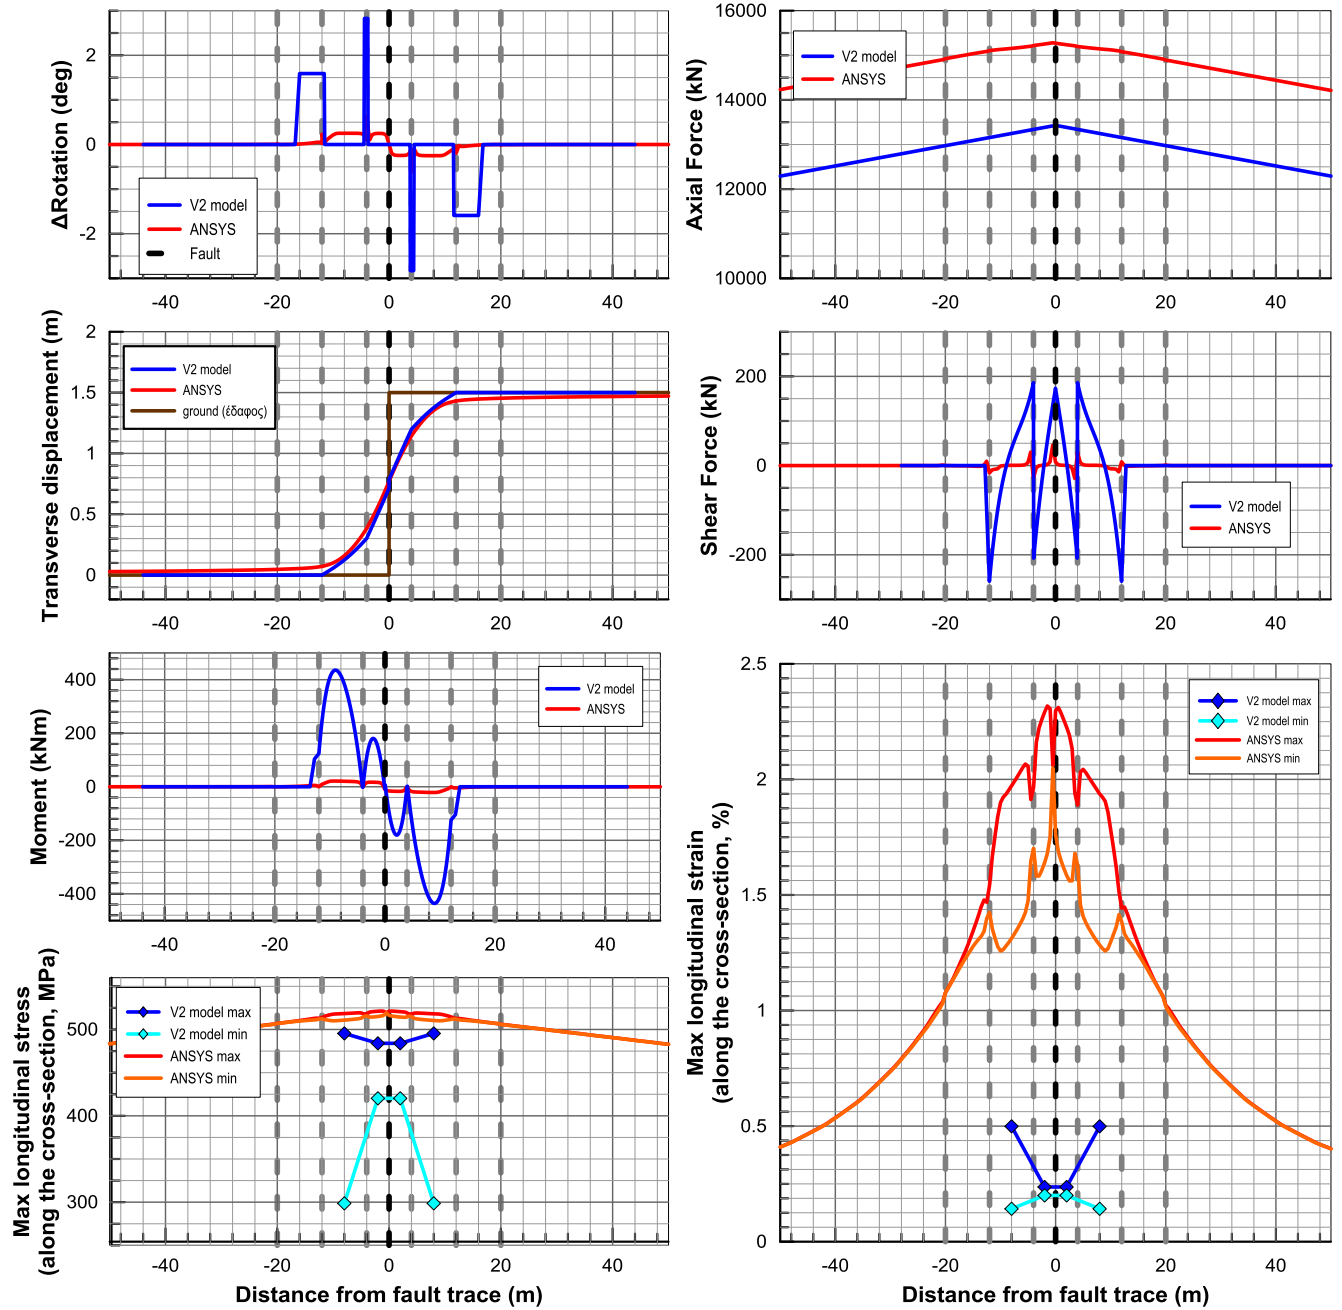 ΔRotation (deg)
2
0
-2
V2 model
ANSYS
Fault
-40
-20
0
20
40
Axial Force (kN)
16000
14000
12000
10000
V2 model
ANSYS
-40
-20
0
20
40
Transverse displacement (m)
2
1.5
1
0.5
0
V2 model
ANSYS
ground (έδαφος)
-40
-20
0
20
40
Shear Force (kN)
200
0
-200
V2 model
ANSYS
-40
-20
0
20
40
Moment (kNm)
400
200
0
-200
-400
V2 model
ANSYS
-40
-20
0
20
40
Max longitudinal stress
(along the cross-section, MPa)
500
400
300
V2 model max
V2 model min
ANSYS max
ANSYS min
-40
-20
0
20
40
Distance from fault trace (m)
Max longitudinal strain
(along the cross-section, %)
2.5
2
1.5
1
0.5
0
V2 model max
V2 model min
ANSYS max
ANSYS min
-40
-20
0
20
40
Distance from fault trace (m)